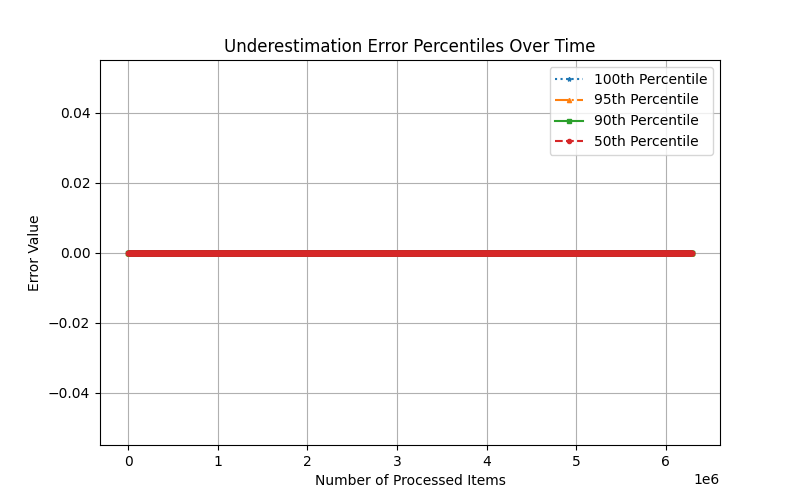 Underestimation Error Percentiles Over Time
100th Percentile
95th Percentile
90th Percentile
50th Percentile
0.04
0.02
0.00
−0.02
−0.04
Error Value
0 1 2 3 4 5 6
1e6
Number of Processed Items